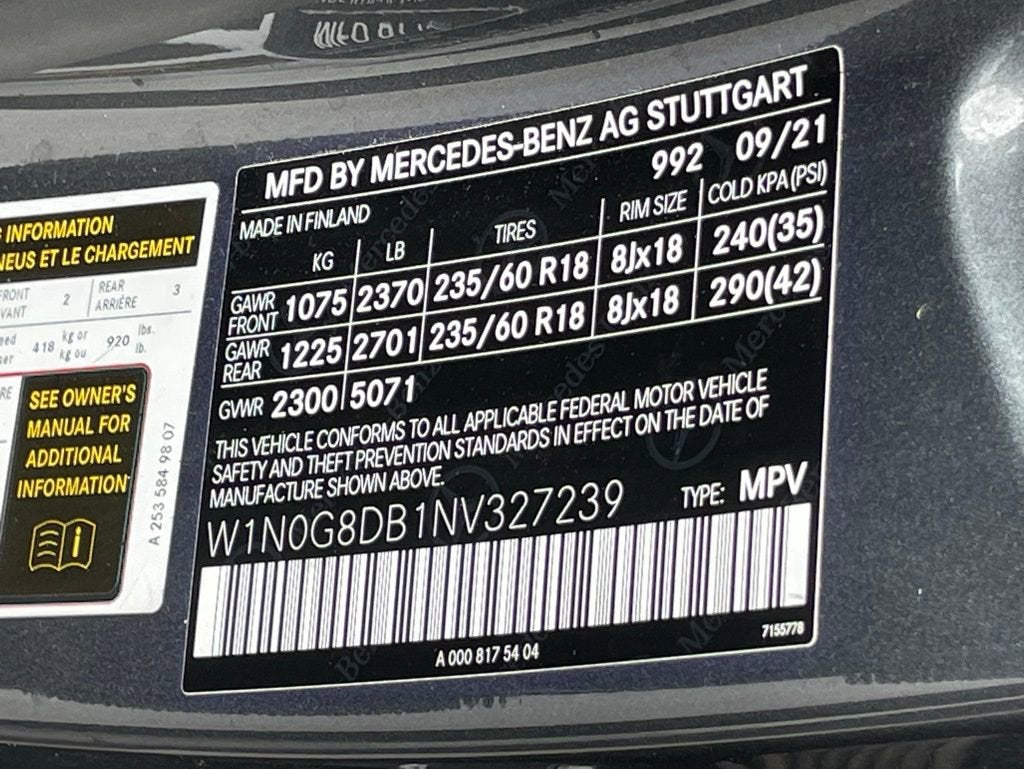 MFD BY MERCEDES-BENZ AG STUTTGART
992 09/21
MADE IN FINLAND
KG LB TIRES RIM SIZE COLD KPA (PSI)
GAWR FRONT 1075 2370 235/60 R18 8Jx18 240(35)
GAWR REAR 1225 2701 235/60 R18 8Jx18 290(42)
GVWR 2300 5071
THIS VEHICLE CONFORMS TO ALL APPLICABLE FEDERAL MOTOR VEHICLE
SAFETY AND THEFT PREVENTION STANDARDS IN EFFECT ON THE DATE OF
MANUFACTURE SHOWN ABOVE.
W1N0G8DB1NV327239 TYPE: MPV
7155778
A 000 817 54 04
INFORMATION
ET LE CHARGEMENT
2 REAR ARRIÈRE 3
418 kg or kg ou 920 lbs. lb.
SEE OWNER'S
MANUAL FOR
ADDITIONAL
INFORMATION
A 253 584 98 07